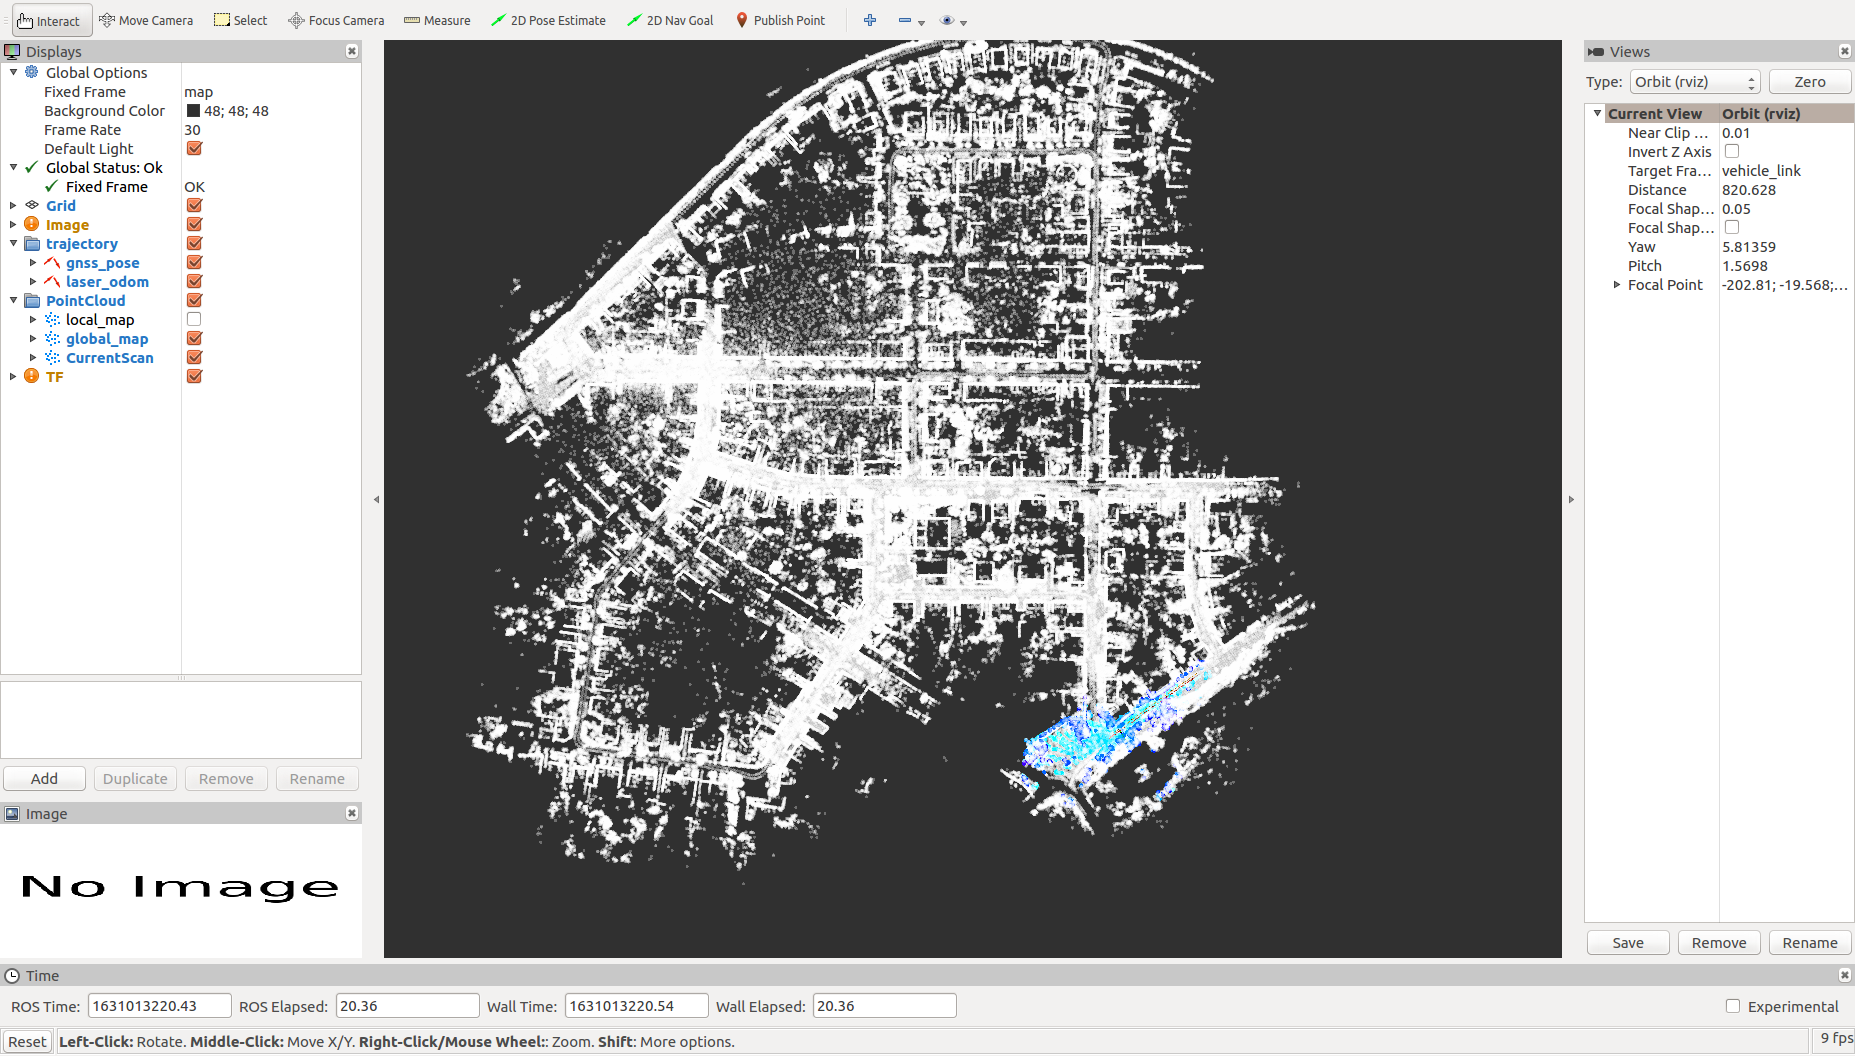 Interact Move Camera Select Focus Camera Measure 2D Pose Estimate 2D Nav Goal Publish Point
Displays
Global Options
Fixed Frame map
Background Color 48; 48; 48
Frame Rate 30
Default Light
Global Status: Ok
Fixed Frame OK
Grid
Image
trajectory
gnss_pose
laser_odom
PointCloud
local_map
global_map
CurrentScan
TF
Add Duplicate Remove Rename
Image
No Image
Views
Type: Orbit (rviz) Zero
Current View Orbit (rviz)
Near Clip ... 0.01
Invert Z Axis
Target Fra... vehicle_link
Distance 820.628
Focal Shap... 0.05
Focal Shap...
Yaw 5.81359
Pitch 1.5698
Focal Point -202.81; -19.568;...
Save Remove Rename
Time
ROS Time: 1631013220.43 ROS Elapsed: 20.36 Wall Time: 1631013220.54 Wall Elapsed: 20.36 Experimental
Reset Left-Click: Rotate. Middle-Click: Move X/Y. Right-Click/Mouse Wheel:: Zoom. Shift: More options. 9 fps